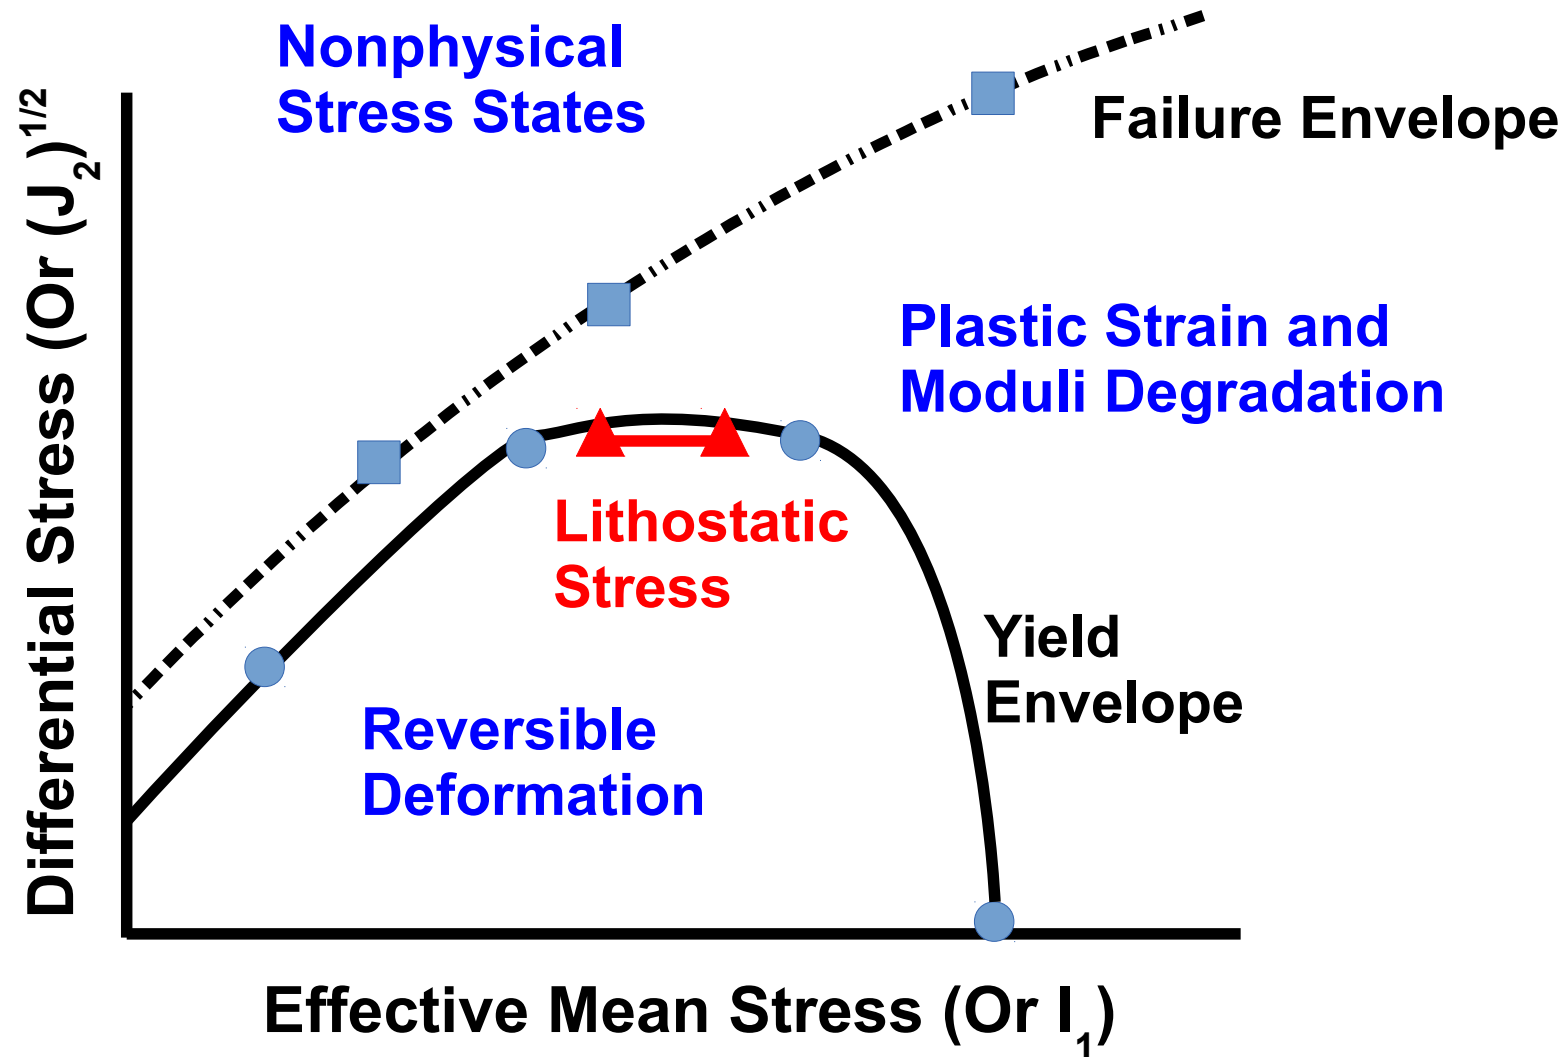 Nonphysical
Stress States
Failure Envelope
Differential Stress (Or (J2)1/2
Plastic Strain and
Moduli Degradation
Lithostatic
Stress
Yield
Envelope
Reversible
Deformation
Effective Mean Stress (Or I1)